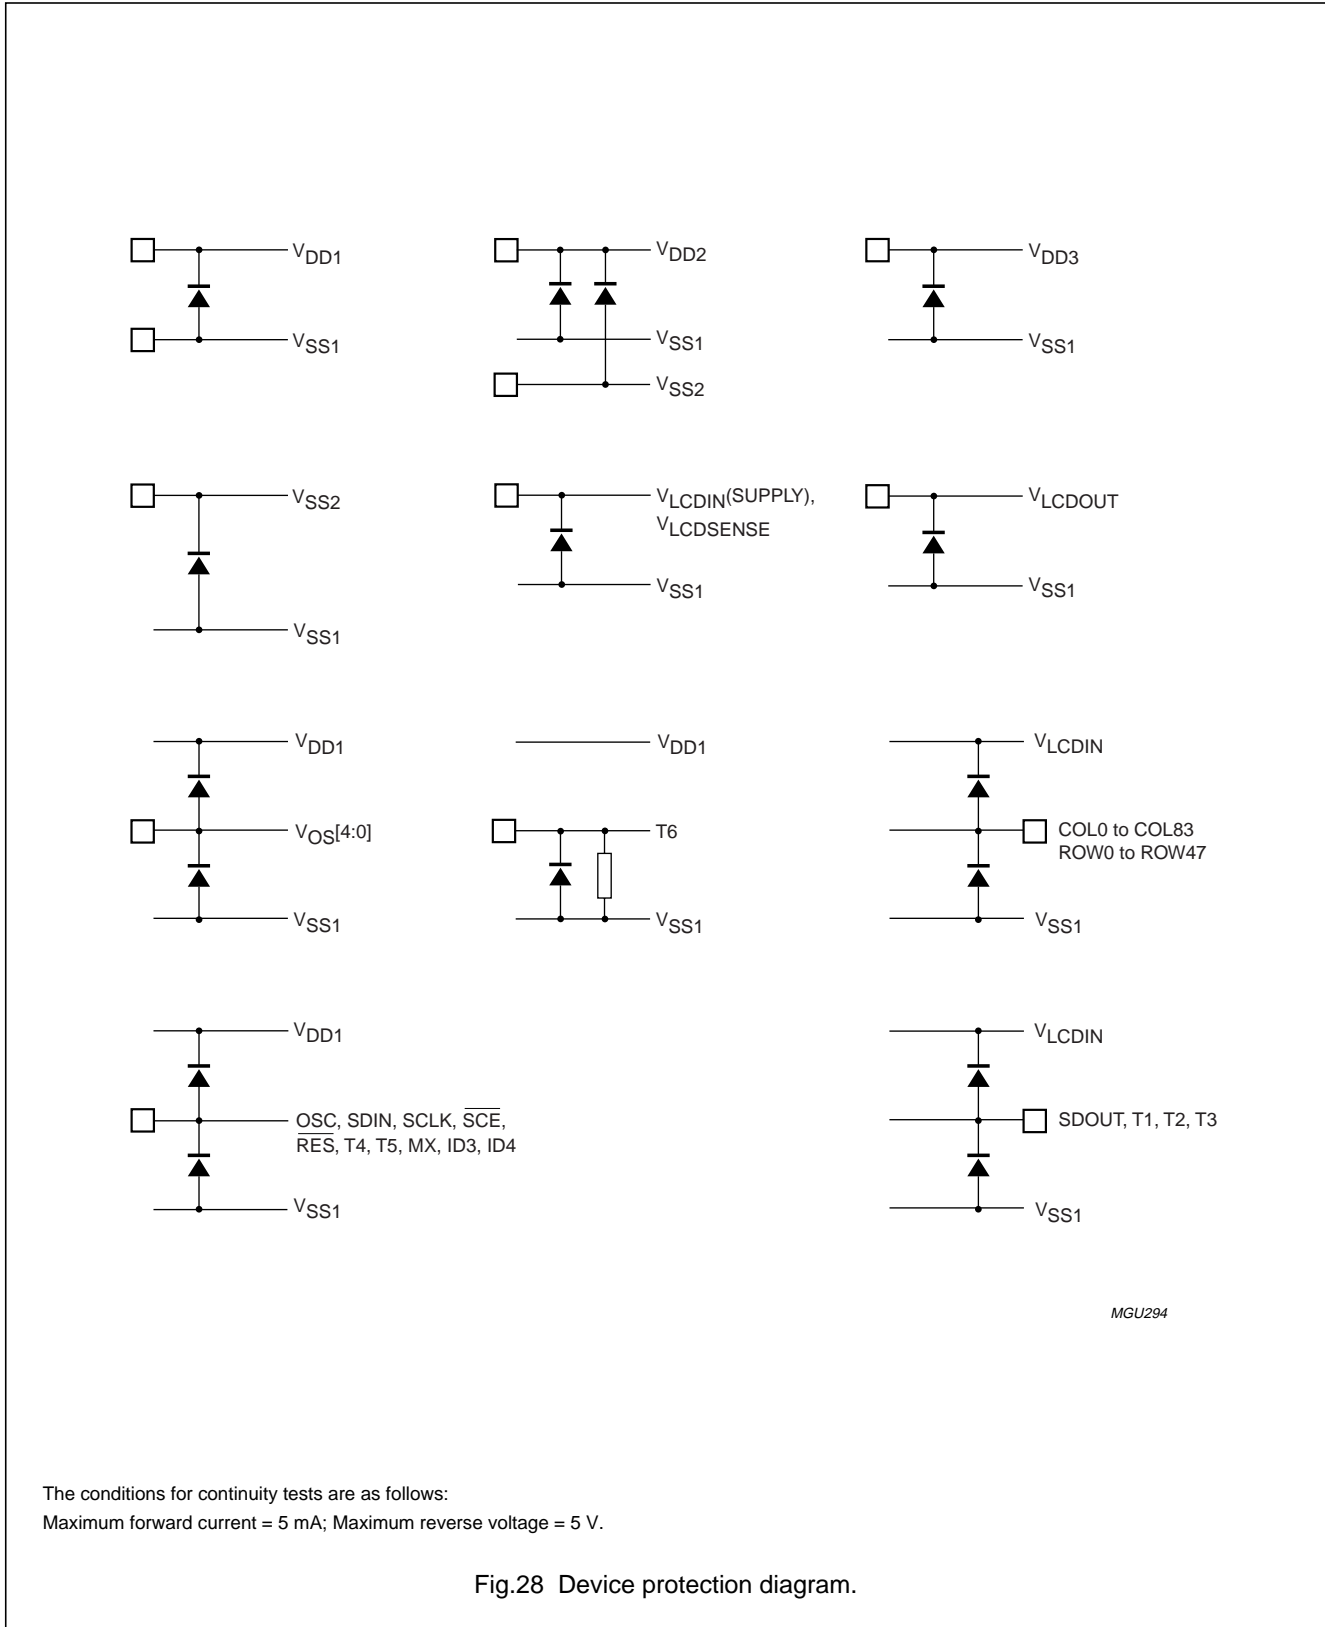 VDD1
VDD2
VDD3
VSS1
VSS1
VSS1
VSS2
VSS2
VLCDIN(SUPPLY),
VLCDSENSE
VLCDOUT
VSS1
VSS1
VSS1
VDD1
VDD1
VLCDIN
VOS[4:0]
T6
COL0 to COL83
ROW0 to ROW47
VSS1
VSS1
VSS1
VDD1
VLCDIN
OSC, SDIN, SCLK, S̅C̅E̅,
R̅E̅S̅, T4, T5, MX, ID3, ID4
SDOUT, T1, T2, T3
VSS1
VSS1
MGU294
The conditions for continuity tests are as follows:
Maximum forward current = 5 mA; Maximum reverse voltage = 5 V.
Fig.28 Device protection diagram.